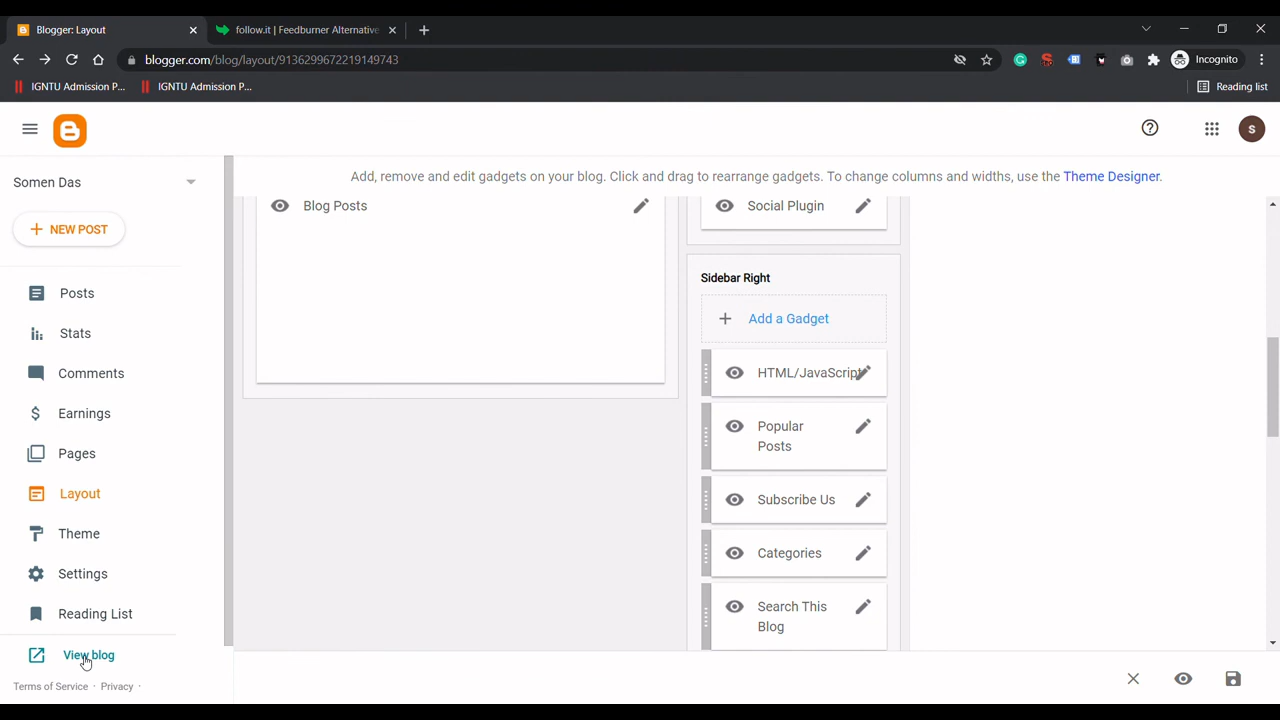 Blogger: Layout
follow.it | Feedburner Alternative
blogger.com/blog/layout/9136299672219149743
Incognito
IGNTU Admission P...
IGNTU Admission P...
Reading list
S
Somen Das
Add, remove and edit gadgets on your blog. Click and drag to rearrange gadgets. To change columns and widths, use the Theme Designer.
NEW POST
Posts
Stats
Comments
Earnings
Pages
Layout
Theme
Settings
Reading List
View blog
Terms of Service · Privacy ·
Blog Posts
Social Plugin
Sidebar Right
Add a Gadget
HTML/JavaScript
Popular
Posts
Subscribe Us
Categories
Search This
Blog